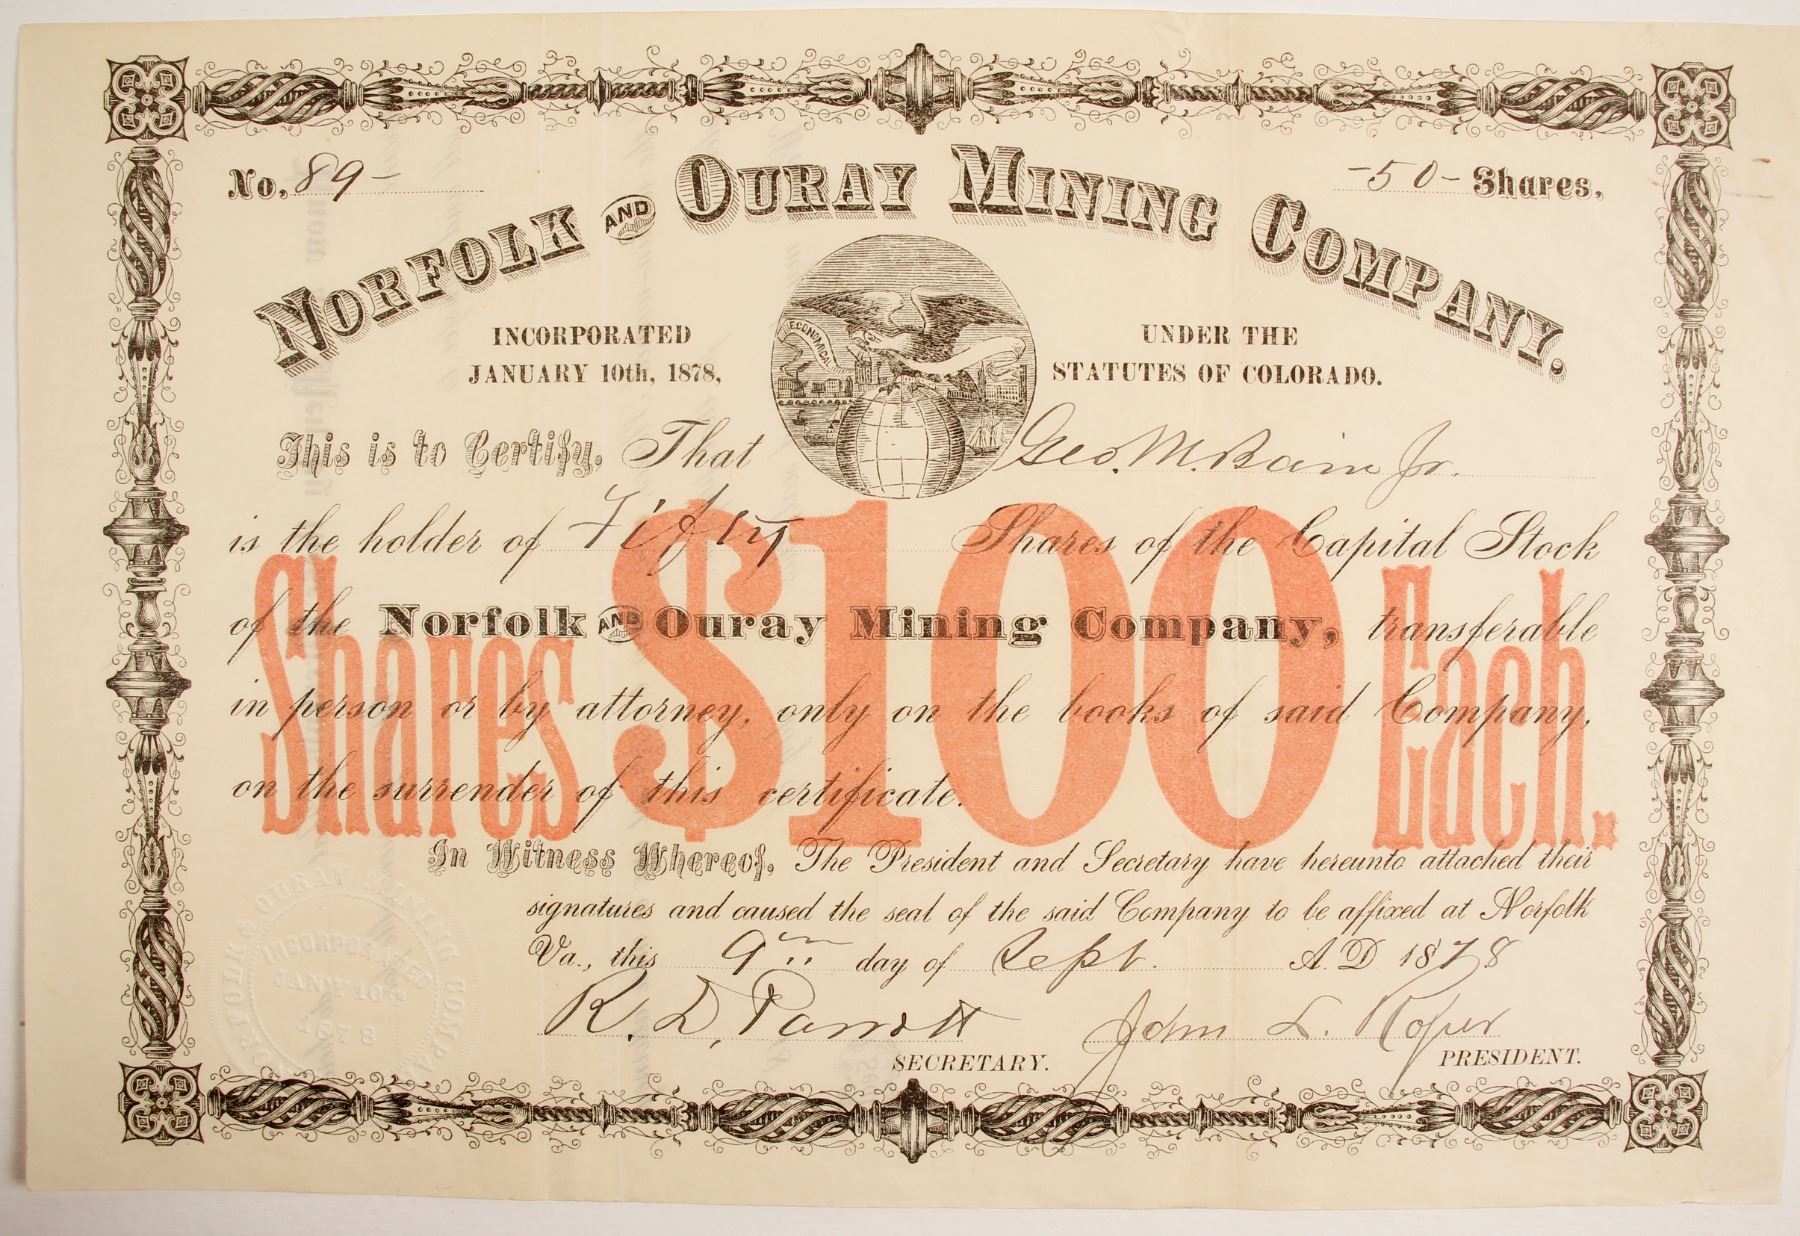 No. 89 –
– 50 – Shares.
NORFOLK AND OURAY MINING COMPANY.
ECONOMICAL
INCORPORATED
JANUARY 10th, 1878,
UNDER THE
STATUTES OF COLORADO.
This is to Certify, That Geo. M. Bain Jr.
is the holder of Fifty Shares of the Capital Stock
of the Norfolk AND Ouray Mining Company, transferable
in person or by attorney, only on the books of said Company,
on the surrender of this certificate.
Shares $100 Each.
In Witness Whereof, The President and Secretary have hereunto attached their
signatures and caused the seal of the said Company to be affixed at Norfolk
Va., this 9th day of Sept. A.D. 1878
R. D. Parrott
SECRETARY.
John L. Roper
PRESIDENT.
NORFOLK & OURAY MINING COMPANY
INCORPORATED
JAN'Y 10th
1878